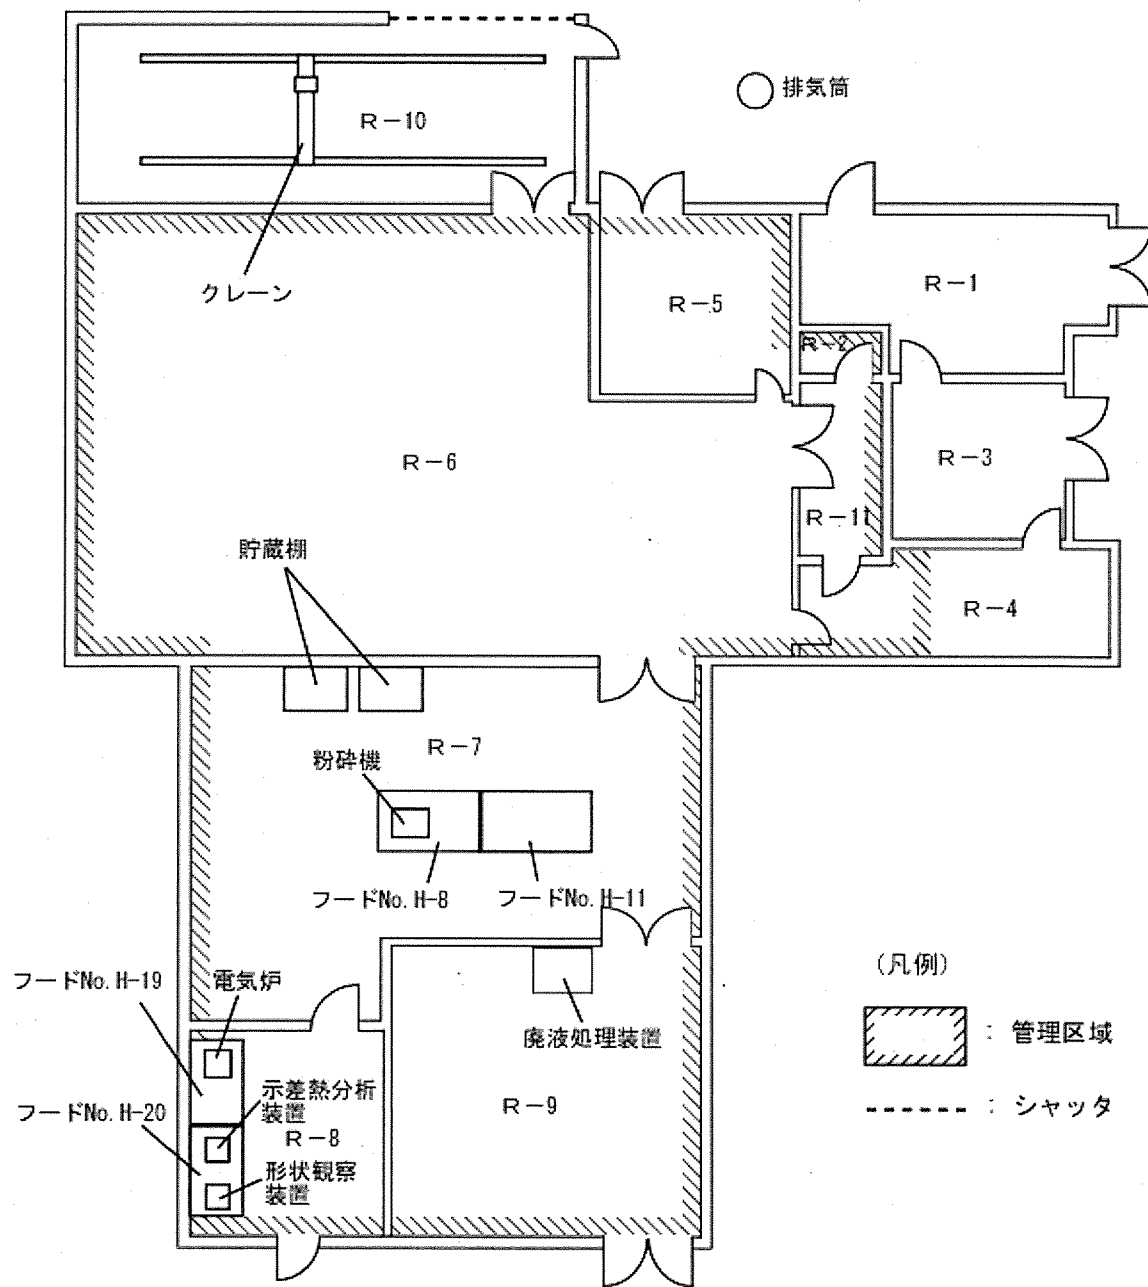 排気筒
R-10
クレーン
R-5
R-1
R-2
R-6
R-3
R-11
貯蔵棚
R-4
R-7
粉砕機
フードNo. H-8
フードNo. H-11
フードNo. H-19
電気炉
(凡例)
: 管理区域
廃液処理装置
示差熱分析
装置
フードNo. H-20
R-9
: シャッタ
R-8
形状観察
装置